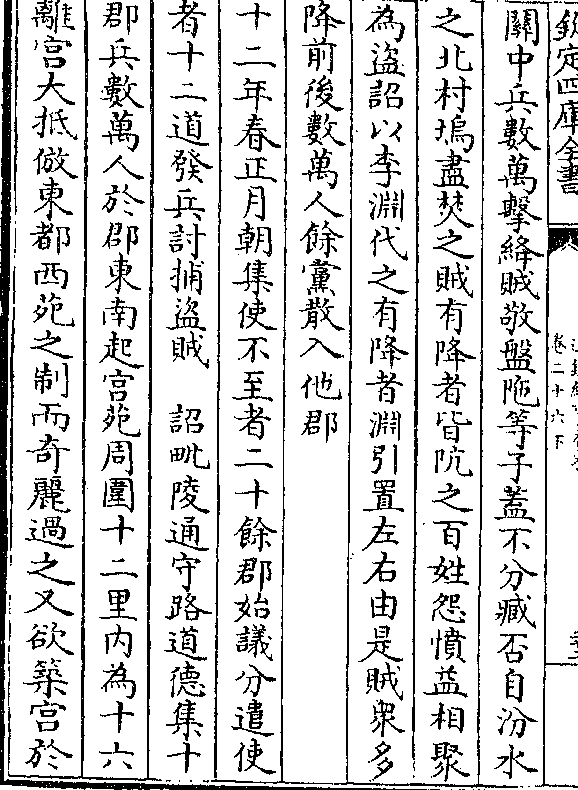 欽定四庫全書
卷二十六下
關中兵數萬擊絳賊敬盤陁等子蓋不分臧否自汾水
之北村塢盡焚之賊有降者皆阬之百姓怨憤益相聚
為盜詔以李淵代之有降者淵引置左右由是賊眾多
降前後數萬人餘黨散入他郡
十二年春正月朝集使不至者二十餘郡始議分遣使
者十二道發兵討捕盜賊　詔毗陵通守路道德集十
郡兵數萬人於郡東南起宮苑周圍十二里内為十六
離宮大抵倣東都西苑之制而奇麗過之又欲築宮於